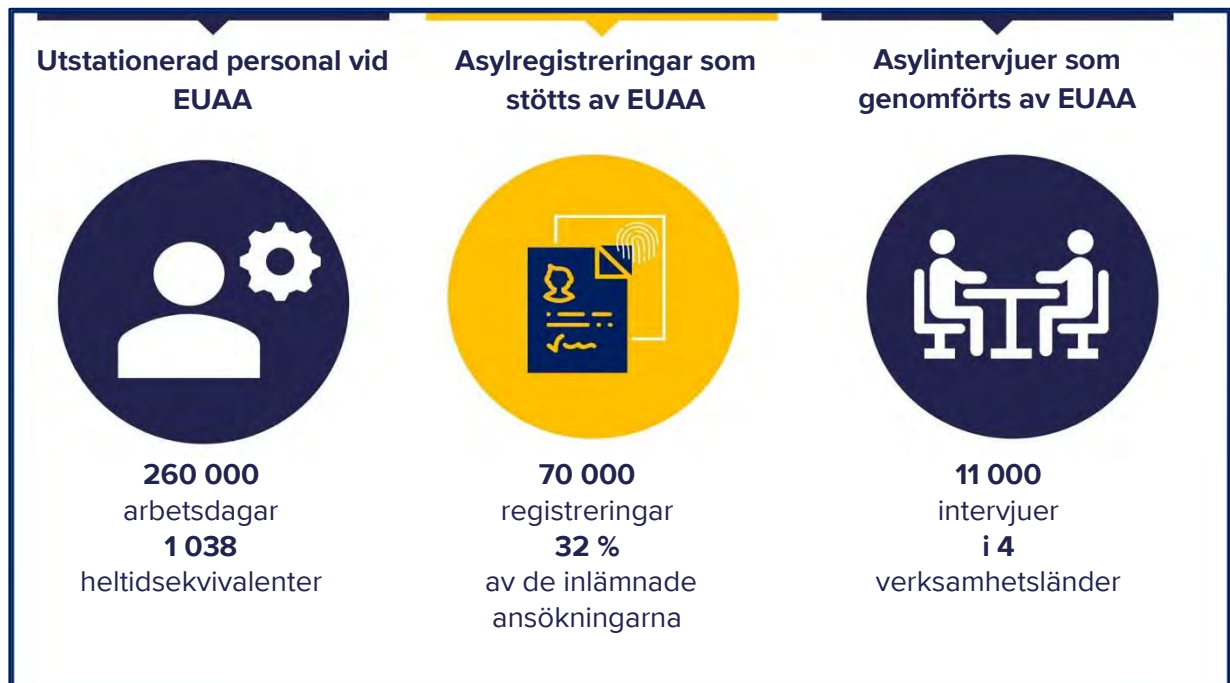 Utstationerad personal vid
EUAA
260 000
arbetsdagar
1 038
heltidsekvivalenter
Asylregistreringar som
stötts av EUAA
70 000
registreringar
32 %
av de inlämnade
ansökningarna
Asylintervjuer som
genomförts av EUAA
11 000
intervjuer
i 4
verksamhetsländer